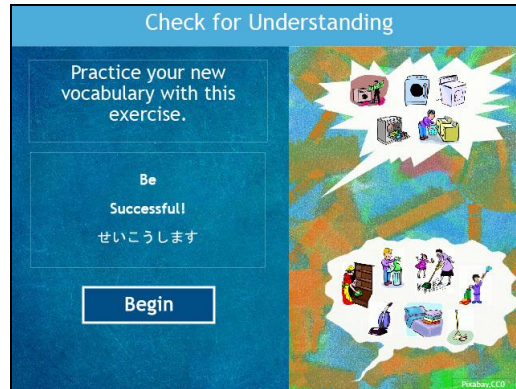 Check for Understanding
Practice your new
vocabulary with this
exercise.
Be
Successful!
せいこうします
Begin
Pixabay,CC0